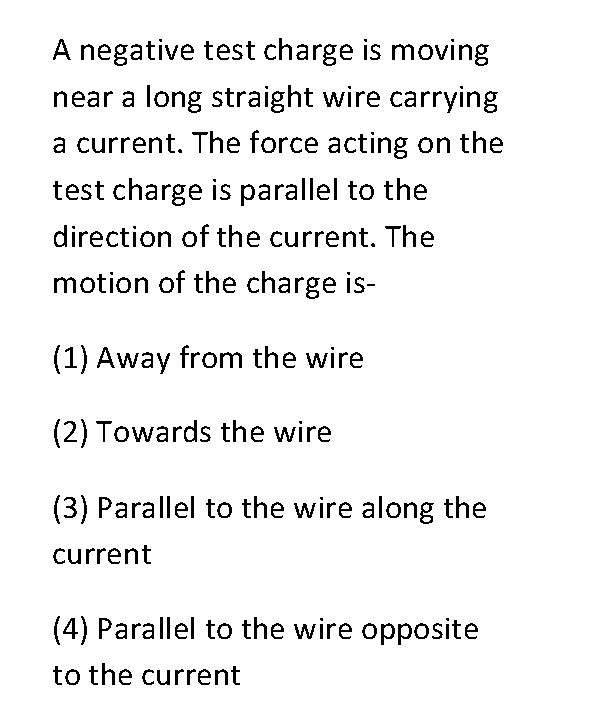 A negative test charge is moving
near a long straight wire carrying
a current. The force acting on the
test charge is parallel to the
direction of the current. The
motion of the charge is-
(1) Away from the wire
(2) Towards the wire
(3) Parallel to the wire along the
current
(4) Parallel to the wire opposite
to the current